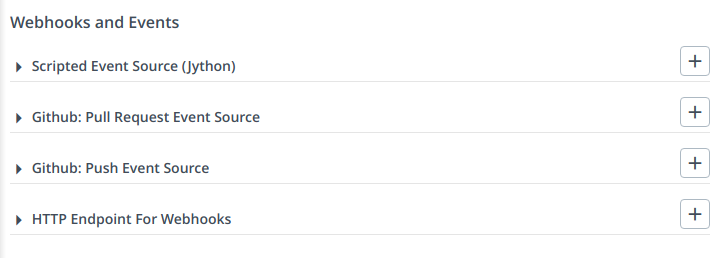 Webhooks and Events
Scripted Event Source (Jython)
Github: Pull Request Event Source
Github: Push Event Source
HTTP Endpoint For Webhooks